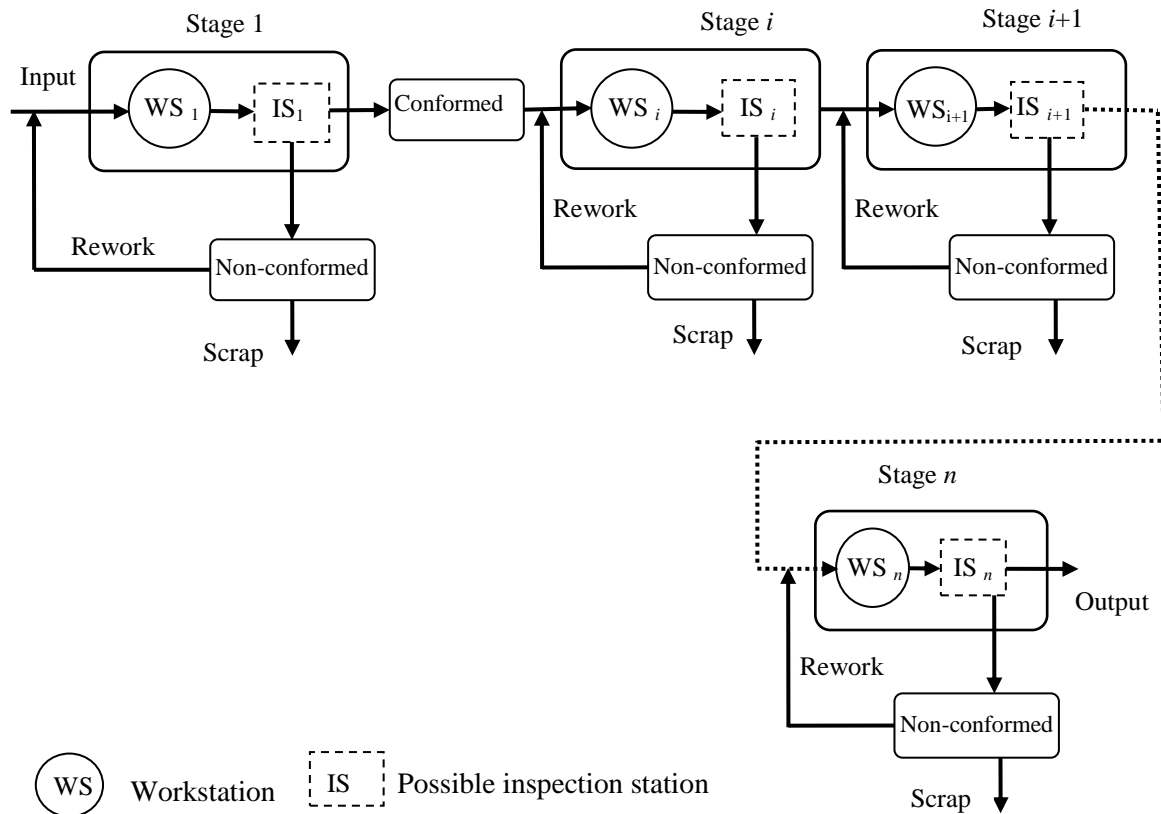 Stage 1
Stage i
Stage i+1
Input
WS 1
IS1
Conformed
WS i
IS i
WSi+1
IS i+1
Rework
Rework
Rework
Non-conformed
Non-conformed
Non-conformed
Scrap
Scrap
Scrap
Stage n
WS n
IS n
Output
Rework
Non-conformed
Scrap
WS Workstation
IS Possible inspection station